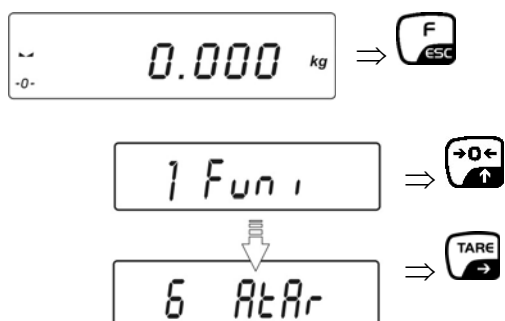 0.000 kg ⇒ F
-0- ESC
1 Funi ⇒ →0←
↑
6 AtAr ⇒ TARE
→